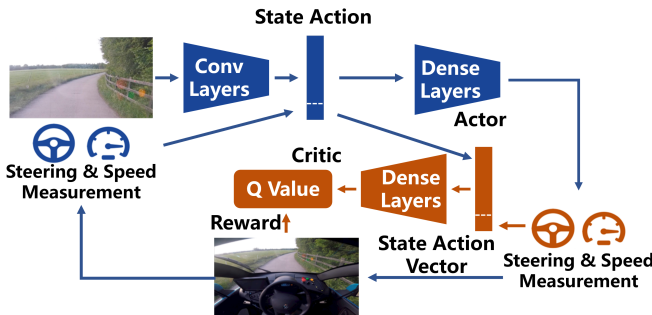 State Action
Conv
Layers
Dense
Layers
Actor
Steering & Speed
Measurement
Critic
Q Value
Dense
Layers
Reward
State Action
Vector
Steering & Speed
Measurement